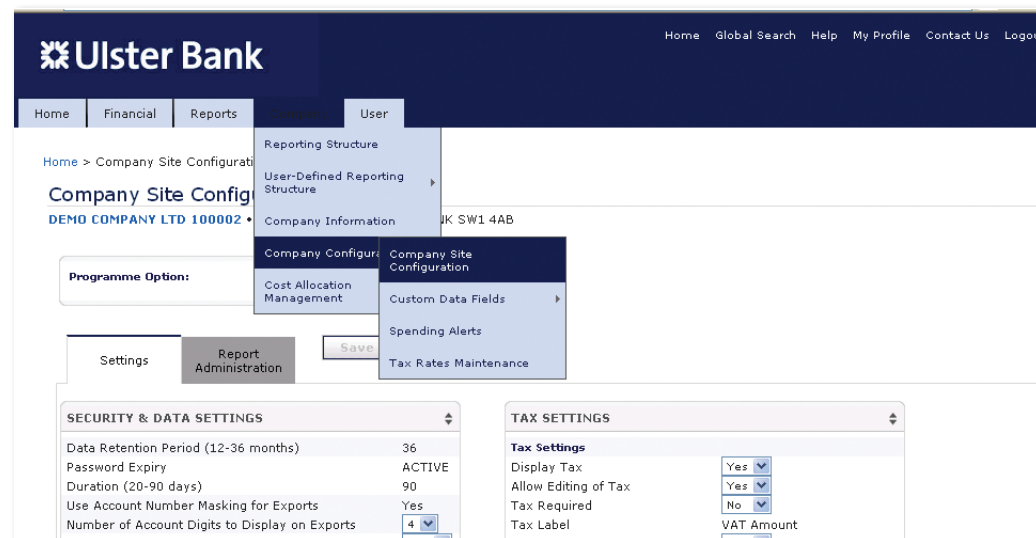 Home Global Search Help My Profile Contact Us Logou
Ulster Bank
Home Financial Reports User
Reporting Structure
User-Defined Reporting
Structure
Company Information
Company Configura
Cost Allocation
Management
Company Site
Configuration
Custom Data Fields
Spending Alerts
Tax Rates Maintenance
Home > Company Site Configurati
Company Site Config
DEMO COMPANY LTD 100002 • NK SW1 4AB
Programme Option:
Settings
Report
Administration
Save
SECURITY & DATA SETTINGS
Data Retention Period (12-36 months) 36
Password Expiry ACTIVE
Duration (20-90 days) 90
Use Account Number Masking for Exports Yes
Number of Account Digits to Display on Exports 4
TAX SETTINGS
Tax Settings
Display Tax Yes
Allow Editing of Tax Yes
Tax Required No
Tax Label VAT Amount